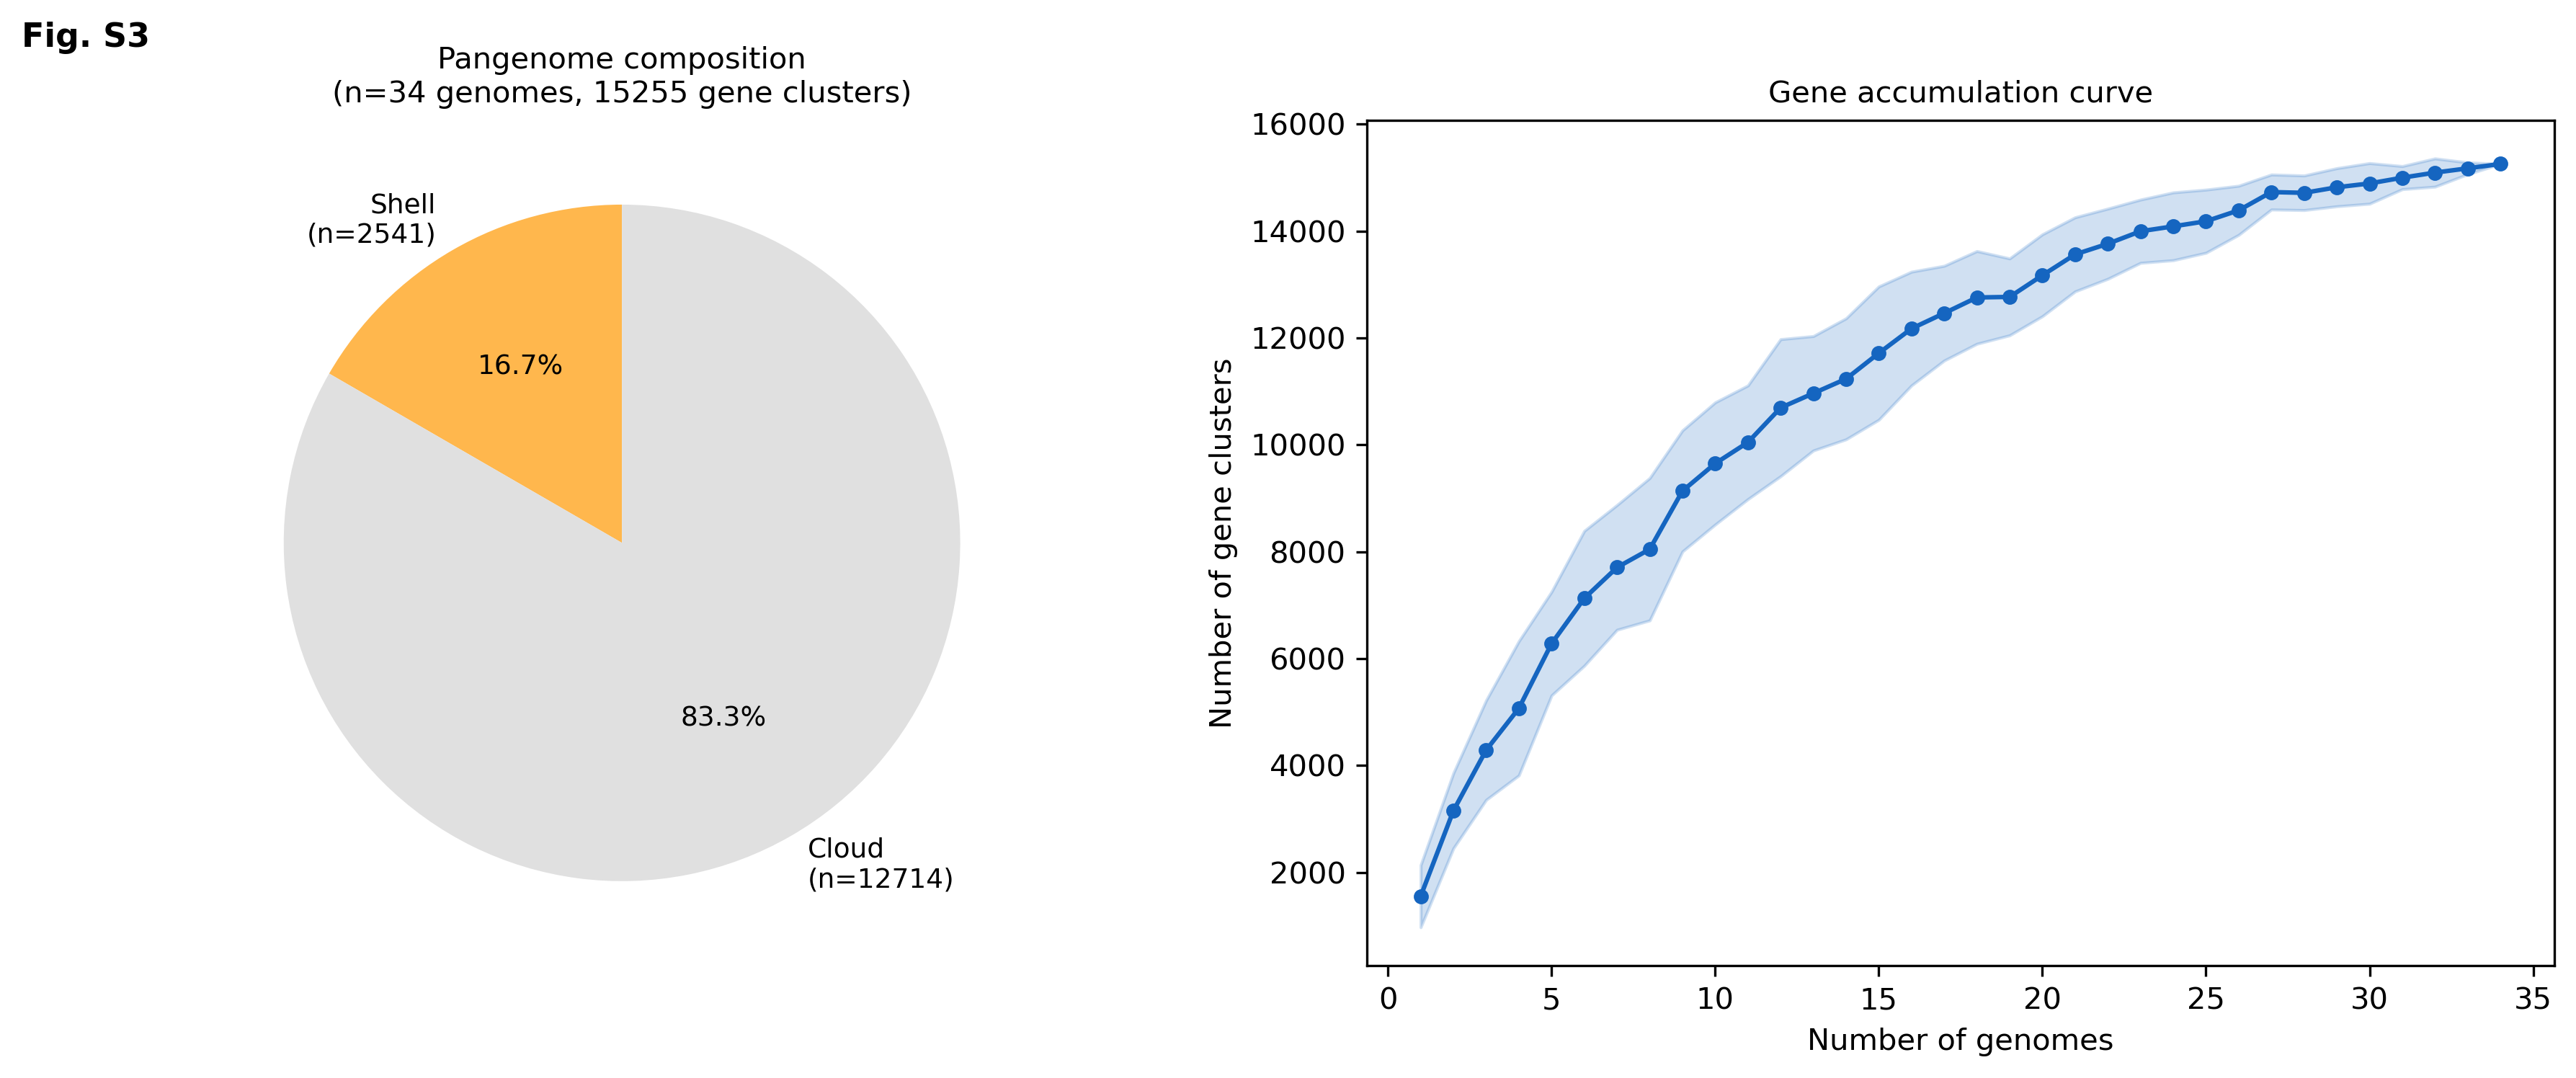 Fig. S3
Pangenome composition
(n=34 genomes, 15255 gene clusters)
Shell
(n=2541)
16.7%
83.3%
Cloud
(n=12714)
Gene accumulation curve
Number of gene clusters
16000
14000
12000
10000
8000
6000
4000
2000
0
5
10
15
20
25
30
35
Number of genomes